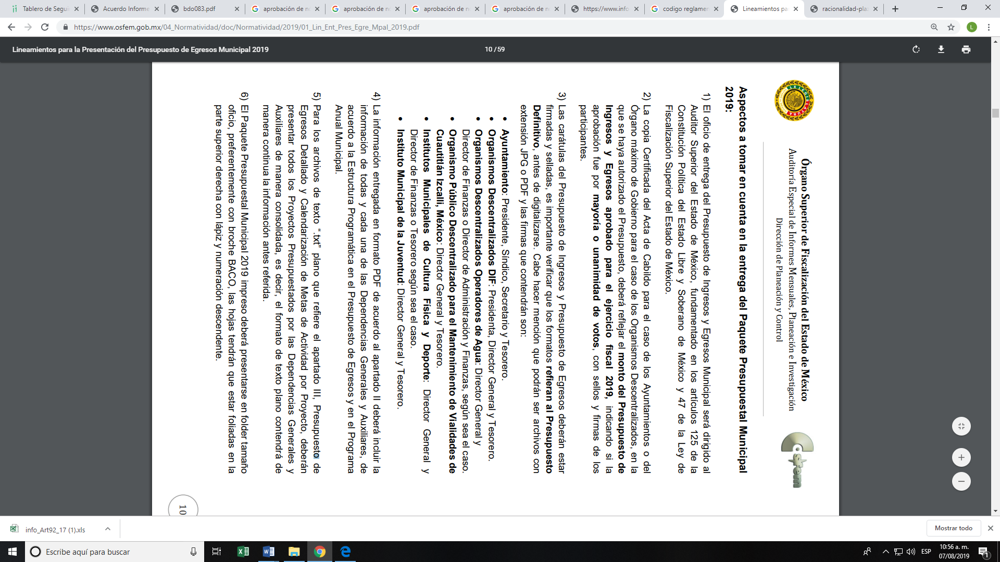 Tablero de Segui
Acuerdo Informe
bdo083.pdf
aprobación de no
aprobación de no
aprobación de no
aprobación de no
https://www.info
codigo reglamen
Lineamientos pa
racionalidad-plaz
https://www.osfem.gob.mx/04_Normatividad/doc/Normatividad/2019/01_Lin_Ent_Pres_Egre_Mpal_2019.pdf
L
Lineamientos para la Presentación del Presupuesto de Egresos Municipal 2019
10 / 59
LEGISLATURA
Órgano Superior de Fiscalización del Estado de México
Auditoría Especial de Informes Mensuales, Planeación e Investigación
Dirección de Planeación y Control
osfem
Aspectos a tomar en cuenta en la entrega del Paquete Presupuestal Municipal
2019:
1) El oficio de entrega del Presupuesto de Ingresos y Egresos Municipal será dirigido al
Auditor Superior del Estado de México, fundamentado en los artículos 125 de la
Constitución Política del Estado Libre y Soberano de México y 47 de la Ley de
Fiscalización Superior del Estado de México.
2) La copia Certificada del Acta de Cabildo para el caso de los Ayuntamientos o del
Órgano máximo de Gobierno para el caso de los Organismos Descentralizados, en la
que se haya autorizado el Presupuesto, deberá reflejar el monto del Presupuesto de
Ingresos y Egresos aprobado para el ejercicio fiscal 2019, indicando si la
aprobación fue por mayoría o unanimidad de votos, con sellos y firmas de los
participantes.
3) Las carátulas del Presupuesto de Ingresos y Presupuesto de Egresos deberán estar
firmadas y selladas, es importante verificar que los formatos refieran al Presupuesto
Definitivo, antes de digitalizarse. Cabe hacer mención que podrán ser archivos con
extensión JPG o PDF y las firmas que contendrán son:
• Ayuntamiento: Presidente, Síndico, Secretario y Tesorero.
• Organismos Descentralizados DIF: Presidenta, Director General y Tesorero.
• Organismos Descentralizados Operadores de Agua: Director General y
Director de Finanzas o Director de Administración y Finanzas, según sea el caso.
• Organismo Público Descentralizado para el Mantenimiento de Vialidades de
Cuautitlán Izcalli, México: Director General y Tesorero.
• Institutos Municipales de Cultura Física y Deporte: Director General y
Director de Finanzas o Tesorero según sea el caso.
• Instituto Municipal de la Juventud: Director General y Tesorero.
4) La información entregada en formato PDF de acuerdo al apartado II deberá incluir la
información de todas y cada una de las Dependencias Generales y Auxiliares, de
acuerdo a la Estructura Programática en el Presupuesto de Egresos y en el Programa
Anual Municipal.
5) Para los archivos de texto “.txt” plano que refiere el apartado III, Presupuesto de
Egresos Detallado y Calendarización de Metas de Actividad por Proyecto, deberán
presentar todos los Proyectos Presupuestados por las Dependencias Generales y
Auxiliares de manera consolidada, es decir, el formato de texto plano contendrá de
manera continua la información antes referida.
6) El Paquete Presupuestal Municipal 2019 impreso deberá presentarse en folder tamaño
oficio, preferentemente con broche BACO, las hojas tendrán que estar foliadas en la
parte superior derecha con lápiz y numeración descendente.
10
info_Art92_17 (1).xls
Mostrar todo
Escribe aquí para buscar
ESP
10:56 a. m.
07/08/2019
1